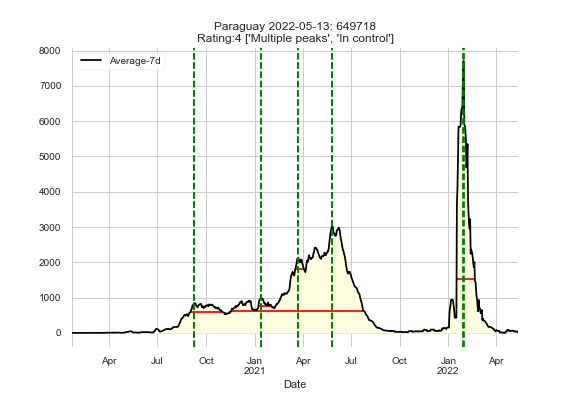 Paraguay 2022-05-13: 649718
Rating:4 ['Multiple peaks', 'In control']
Average-7d
8000
7000
6000
5000
4000
3000
2000
1000
0
Apr Jul Oct Jan Apr Jul Oct Jan Apr
2021 2022
Date